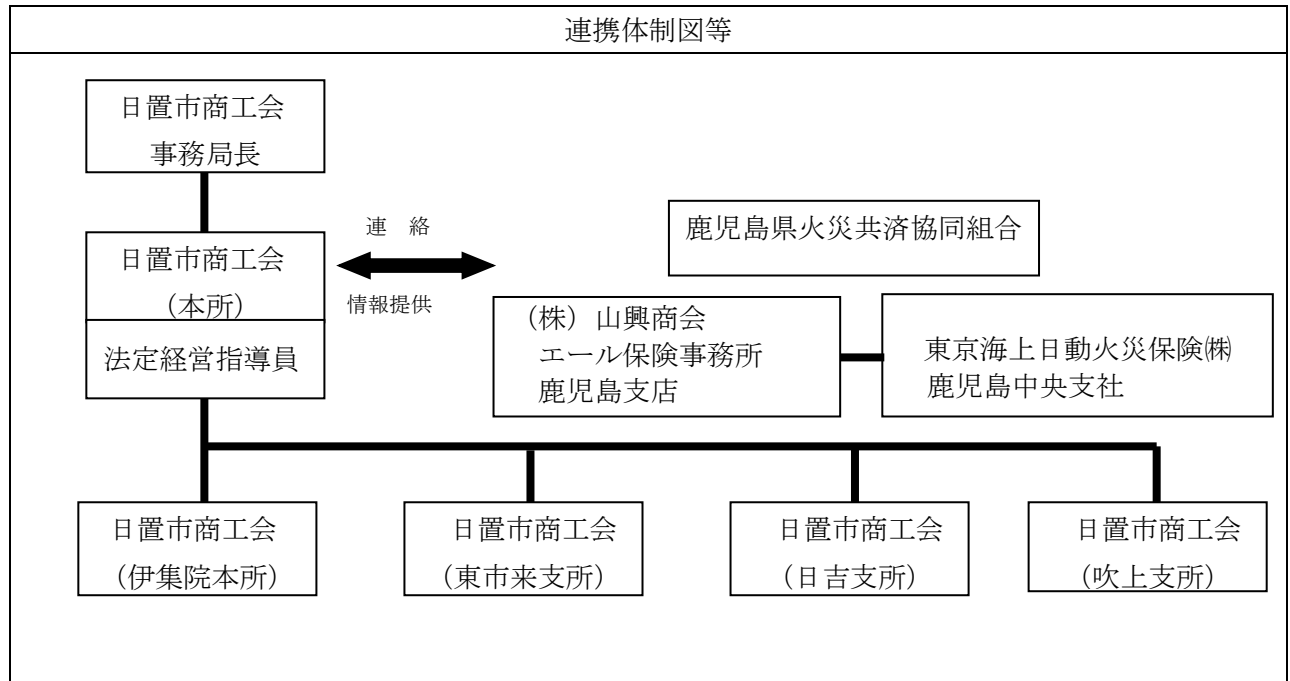 連携体制図等
日置市商工会
事務局長
日置市商工会
（本所）
法定経営指導員
連　絡
情報提供
鹿児島県火災共済協同組合
（株）山興商会
エール保険事務所
鹿児島支店
東京海上日動火災保険㈱
鹿児島中央支社
日置市商工会
（伊集院本所）
日置市商工会
（東市来支所）
日置市商工会
（日吉支所）
日置市商工会
（吹上支所）